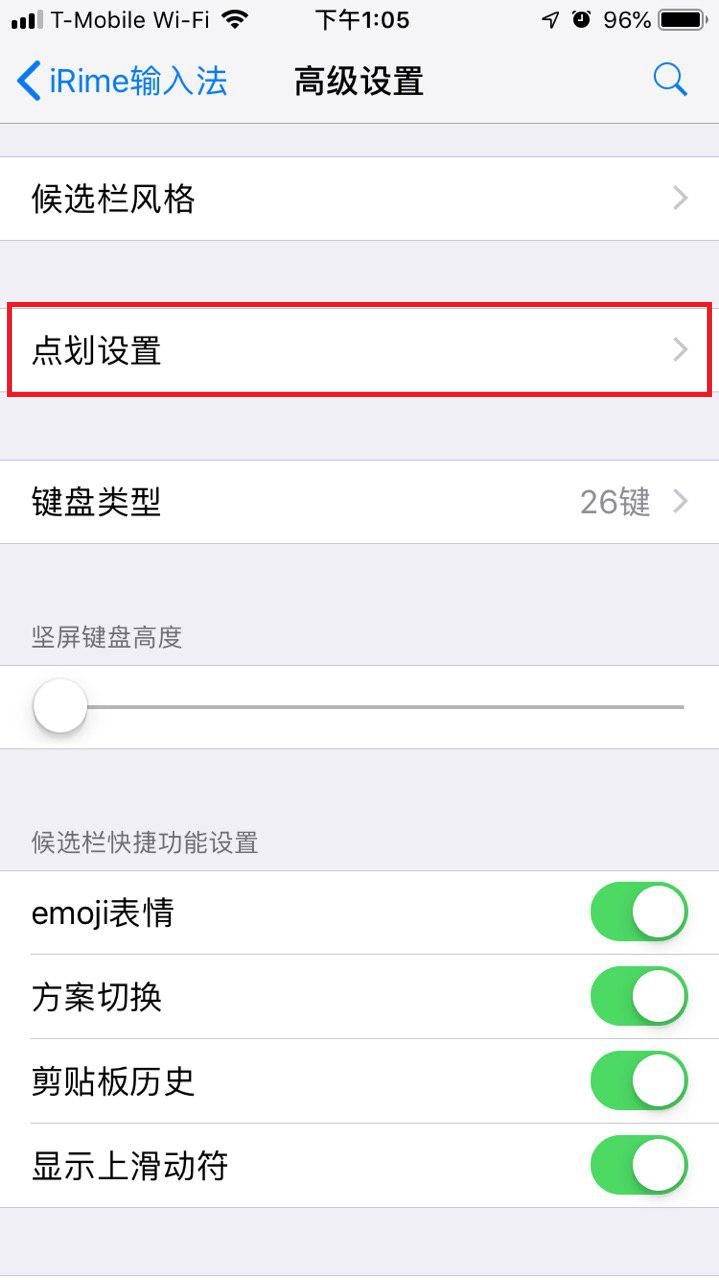 T-Mobile Wi-Fi 下午1:05 96%
iRime输入法 高级设置
候选栏风格
点划设置
键盘类型 26键
坚屏键盘高度
候选栏快捷功能设置
emoji表情
方案切换
剪贴板历史
显示上滑动符